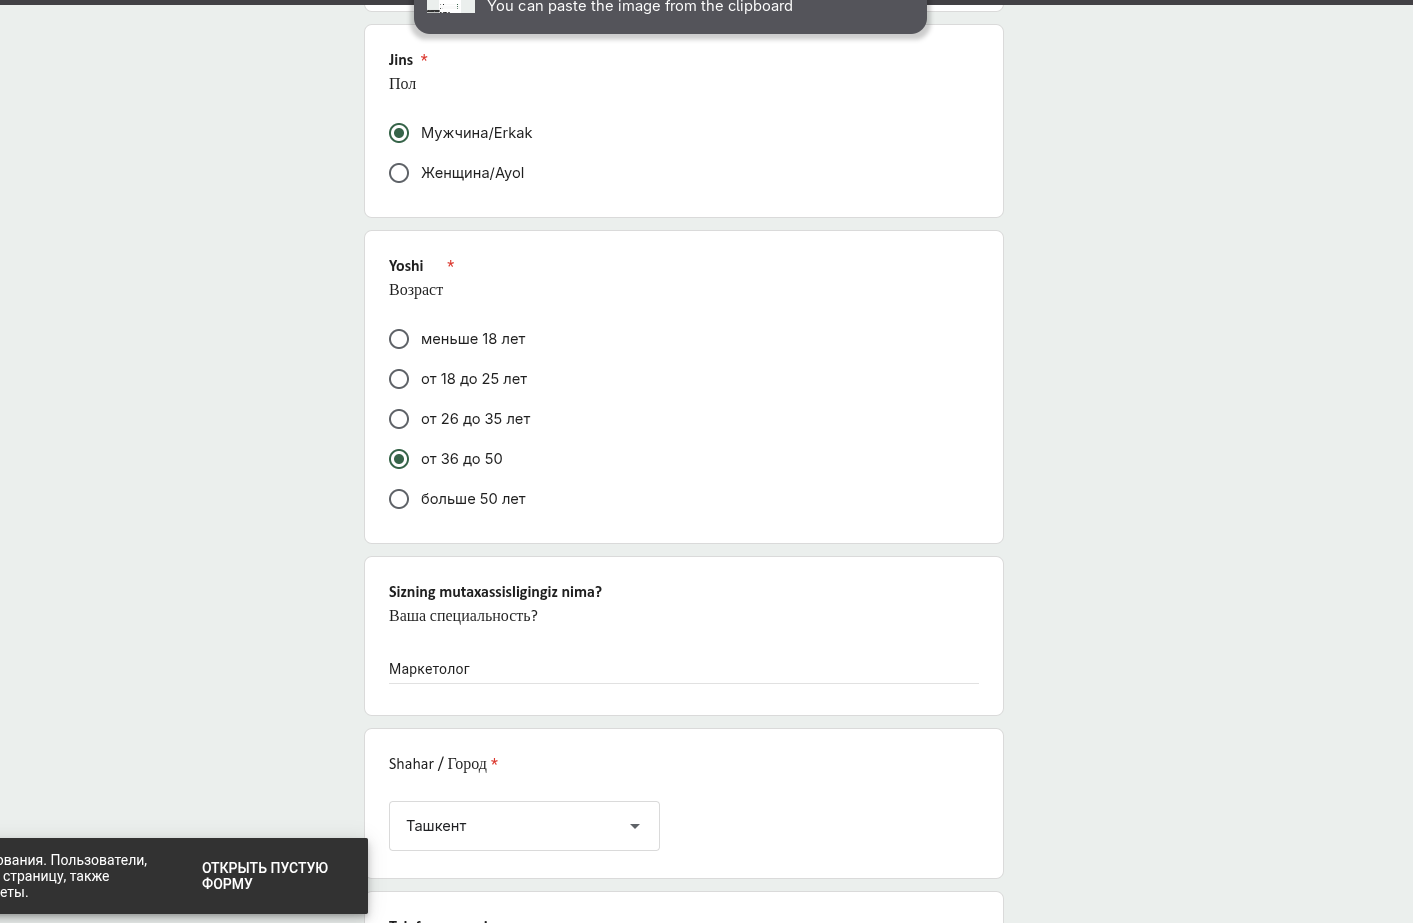 You can paste the image from the clipboard
Jins *
Пол
Мужчина/Erkak
Женщина/Ayol
Yoshi *
Возраст
меньше 18 лет
от 18 до 25 лет
от 26 до 35 лет
от 36 до 50
больше 50 лет
Sizning mutaxassisligingiz nima?
Ваша специальность?
Маркетолог
Shahar / Город *
Ташкент
ования. Пользователи,
страницу, также
еты.
ОТКРЫТЬ ПУСТУЮ
ФОРМУ